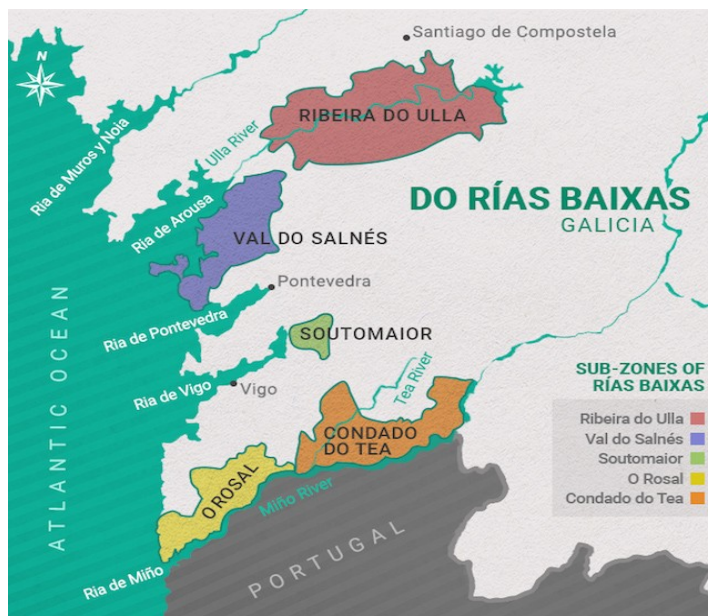 Santiago de Compostela
N
RIBEIRA DO ULLA
Ria de Muros y Noia
Ulla River
Ria de Arousa
DO RÍAS BAIXAS
GALICIA
VAL DO SALNÉS
Pontevedra
Ria de Pontevedra
SOUTOMAIOR
ATLANTIC OCEAN
Tea River
Ria de Vigo
Vigo
SUB-ZONES OF
RÍAS BAIXAS
Ribeira do Ulla
Val do Salnés
Soutomaior
O Rosal
Condado do Tea
CONDADO
DO TEA
O ROSAL
Miño River
PORTUGAL
Ria de Miño